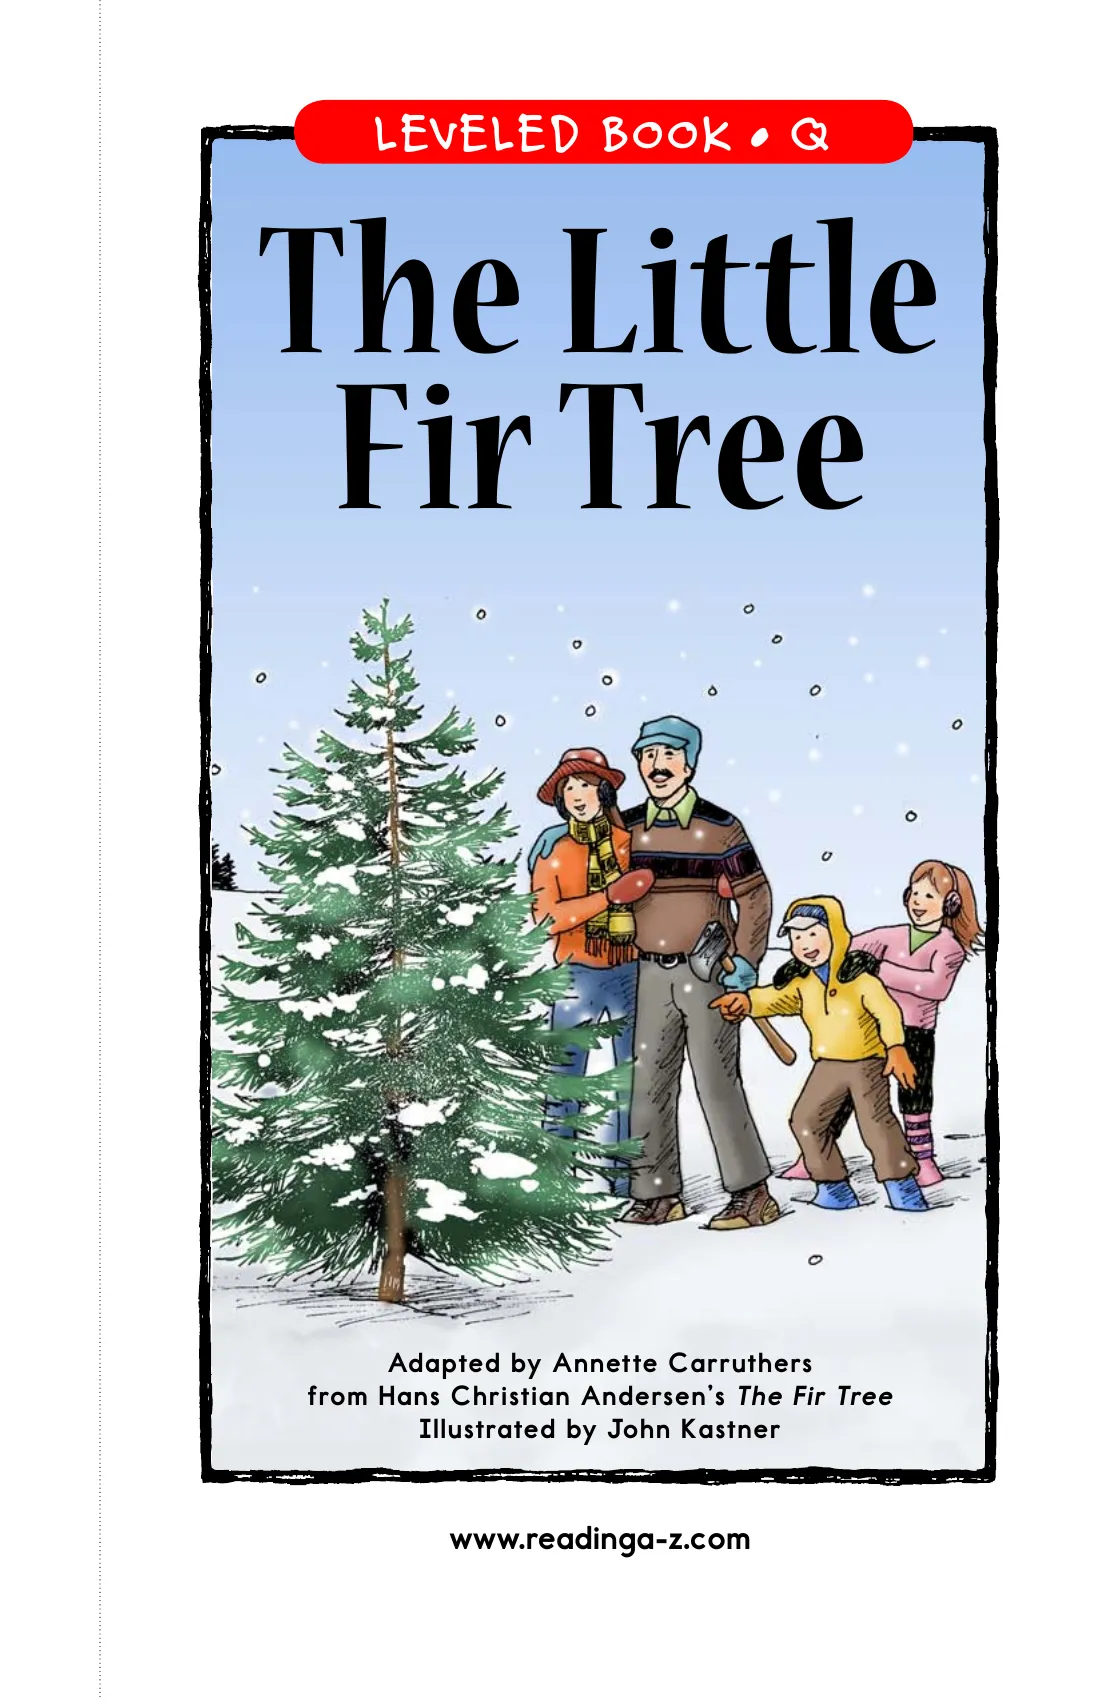 LEVELED BOOK • Q
The Little
Fir Tree
Adapted by Annette Carruthers
from Hans Christian Andersen’s The Fir Tree
Illustrated by John Kastner
www.readinga-z.com